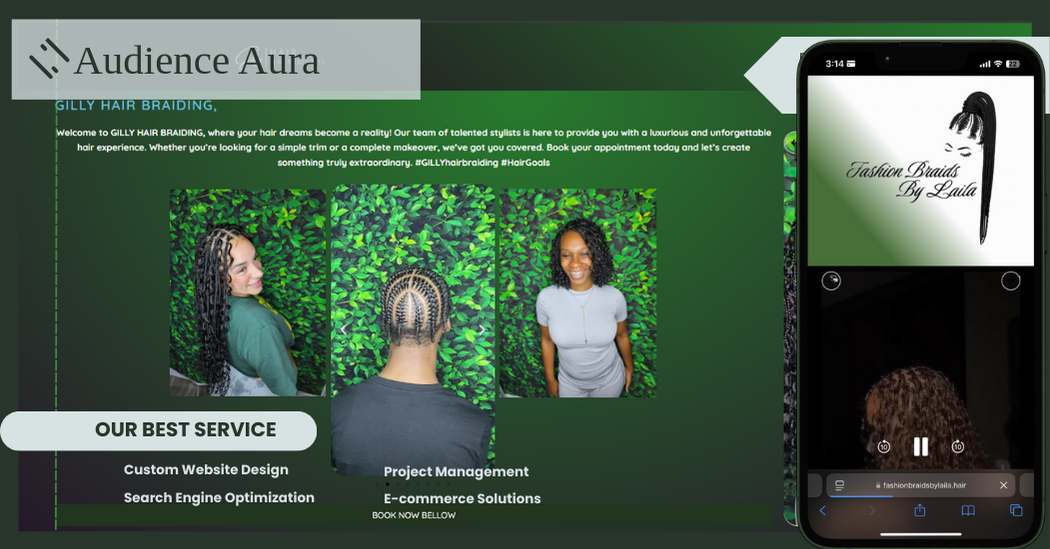 Audience Aura
GILLY HAIR BRAIDING,
Welcome to GILLY HAIR BRAIDING, where your hair dreams become a reality! Our team of talented stylists is here to provide you with a luxurious and unforgettable
hair experience. Whether you're looking for a simple trim or a complete makeover, we've got you covered. Book your appointment today and let's create
something truly extraordinary. #GILLYhairbraiding #HairGoals
OUR BEST SERVICE
Custom Website Design
Search Engine Optimization
Project Management
E-commerce Solutions
BOOK NOW BELLOW
3:14
22
Fashion Braids
By Laila
10
10
fashionbraidsbylaila.hair